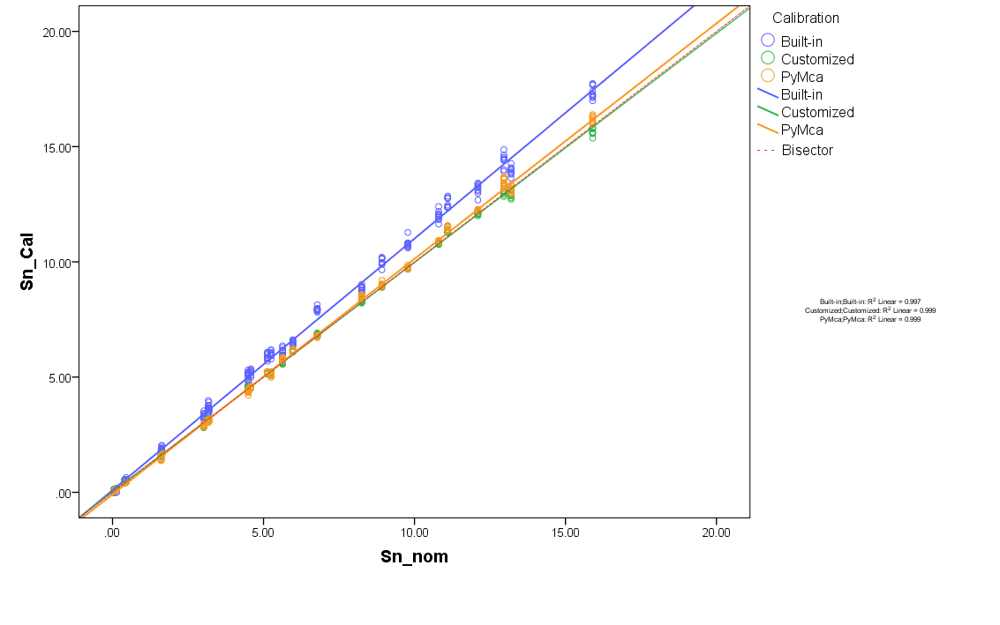 Calibration
Built-in
Customized
PyMca
Built-in
Customized
PyMca
Bisector
20.00
15.00
10.00
5.00
.00
Sn_Cal
.00 5.00 10.00 15.00 20.00
Sn_nom
Built-in;Built-in: R² Linear = 0.997
Customized;Customized: R² Linear = 0.999
PyMca;PyMca: R² Linear = 0.999